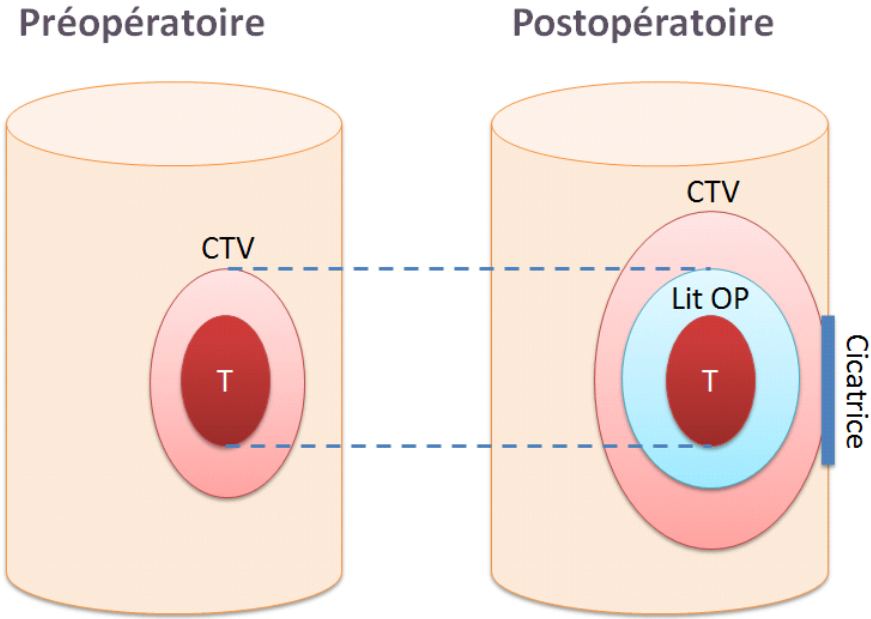 Préopératoire
Postopératoire
CTV
T
CTV
Lit OP
T
Cicatrice